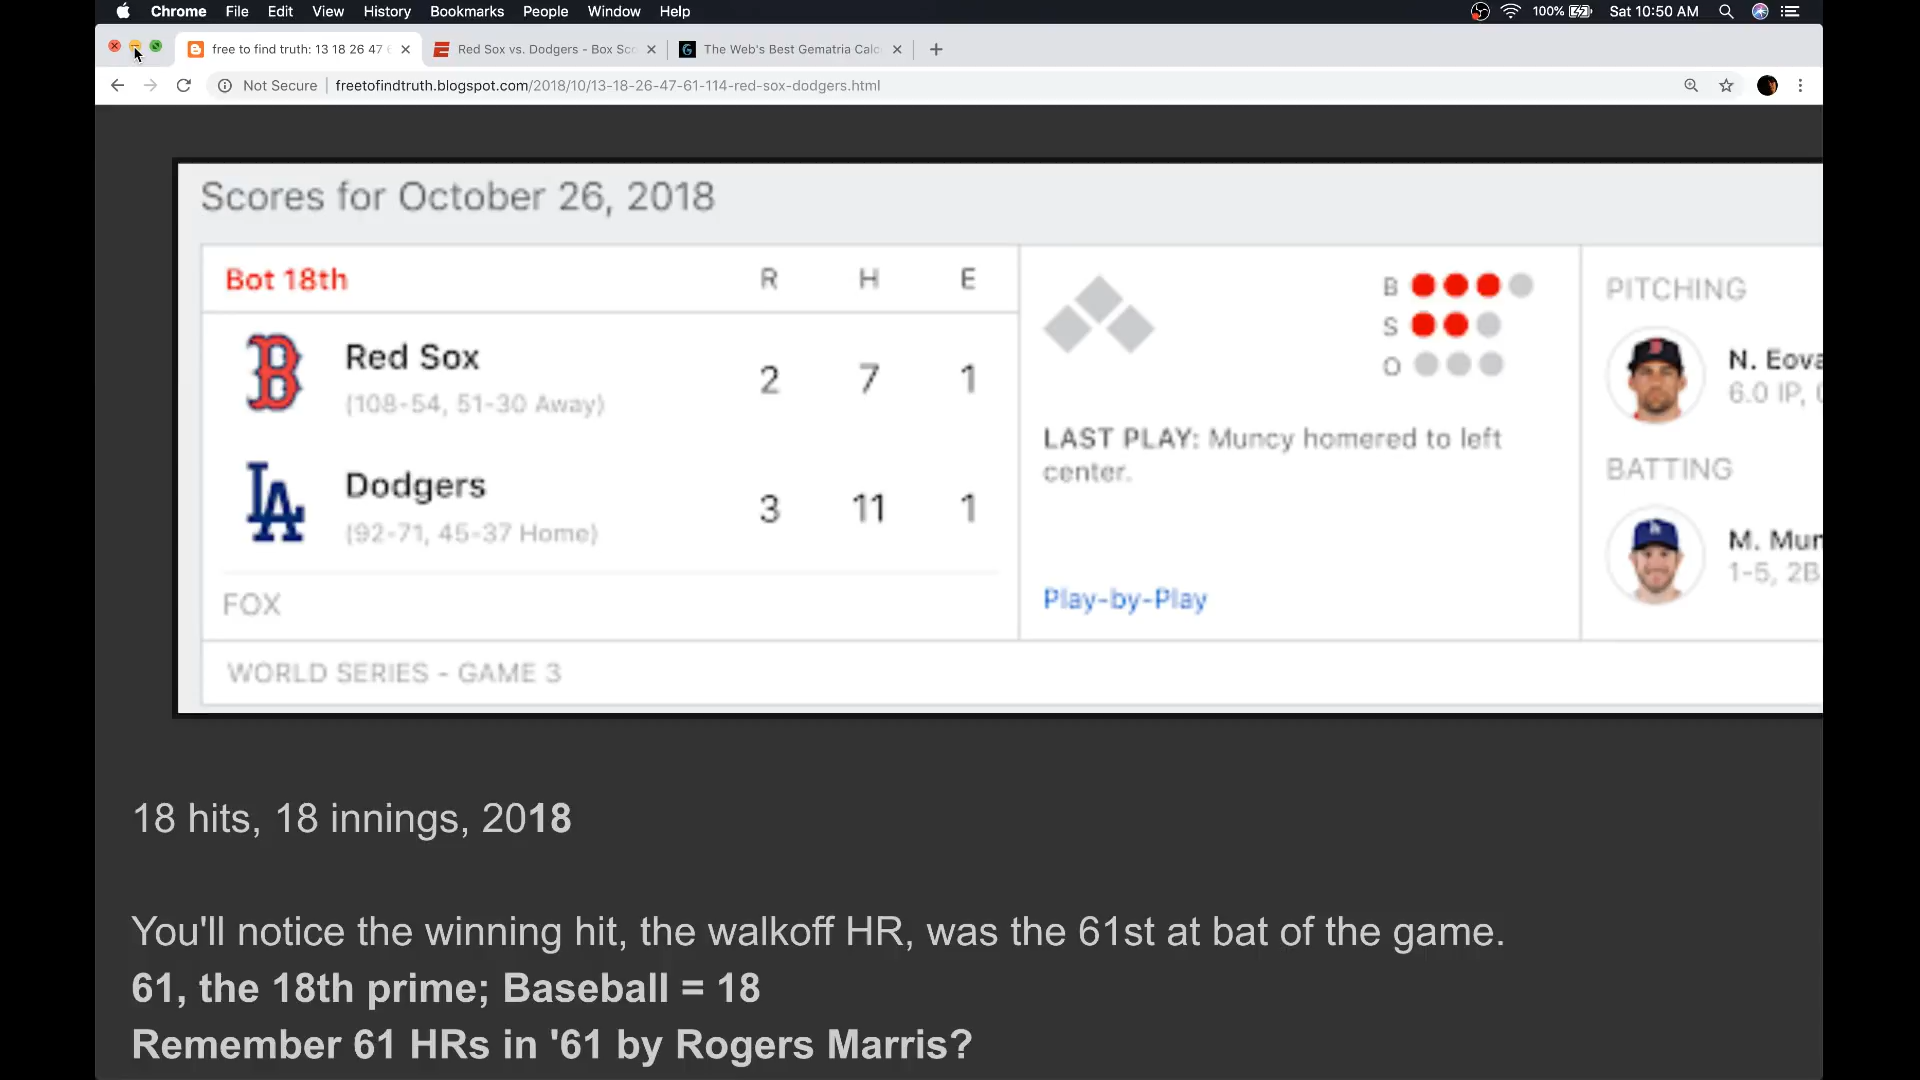 Chrome File Edit View History Bookmarks People Window Help 100% Sat 10:50 AM
free to find truth: 13 18 26 47 Red Sox vs. Dodgers - Box Sco The Web's Best Gematria Calc
Not Secure freetofindtruth.blogspot.com/2018/10/13-18-26-47-61-114-red-sox-dodgers.html
Scores for October 26, 2018
Bot 18th R H E
Red Sox 2 7 1
(108-54, 51-30 Away)
Dodgers 3 11 1
(92-71, 45-37 Home)
FOX
WORLD SERIES - GAME 3
B
S
O
LAST PLAY: Muncy homered to left
center.
Play-by-Play
PITCHING
N. Eova
6.0 IP,
BATTING
M. Mun
1-5, 2B
18 hits, 18 innings, 2018
You'll notice the winning hit, the walkoff HR, was the 61st at bat of the game.
61, the 18th prime; Baseball = 18
Remember 61 HRs in '61 by Rogers Marris?